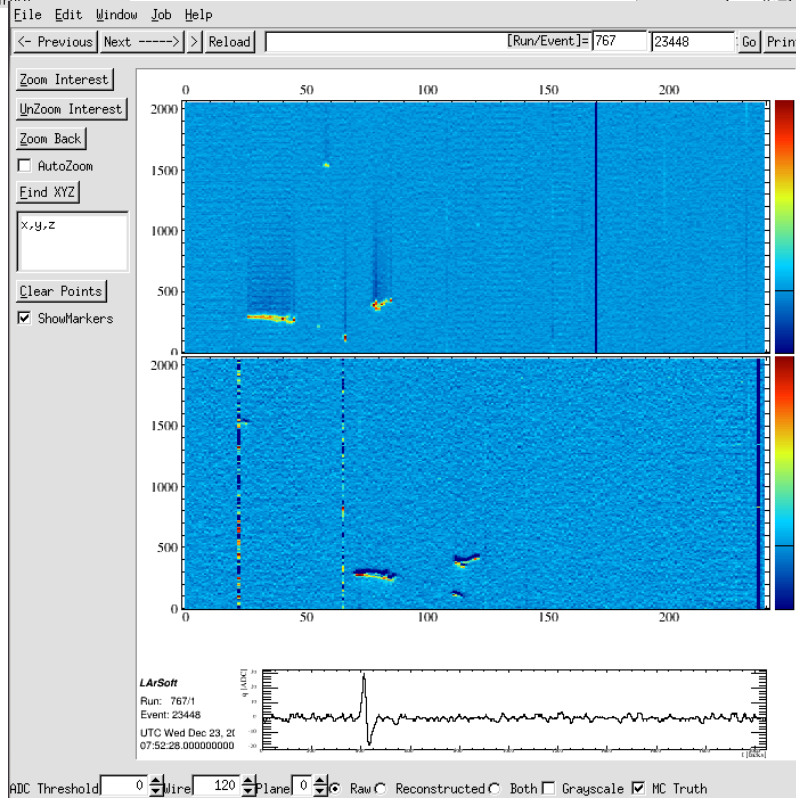 File Edit Window Job Help
<- Previous Next -----> > Reload [Run/Event]= 767 23448 Go Print
Zoom Interest
UnZoom Interest
Zoom Back
AutoZoom
Find XYZ
x,y,z
Clear Points
ShowMarkers
0 50 100 150 200
2000
1500
1000
500
0
2000
1500
1000
500
0
0 50 100 150 200
LArSoft
Run: 767/1
Event: 23448
UTC Wed Dec 23, 20
07:52:28.000000000
q [ADC]
t [ticks]
ADC Threshold 0 Wire 120 Plane 0 Raw Reconstructed Both Grayscale MC Truth